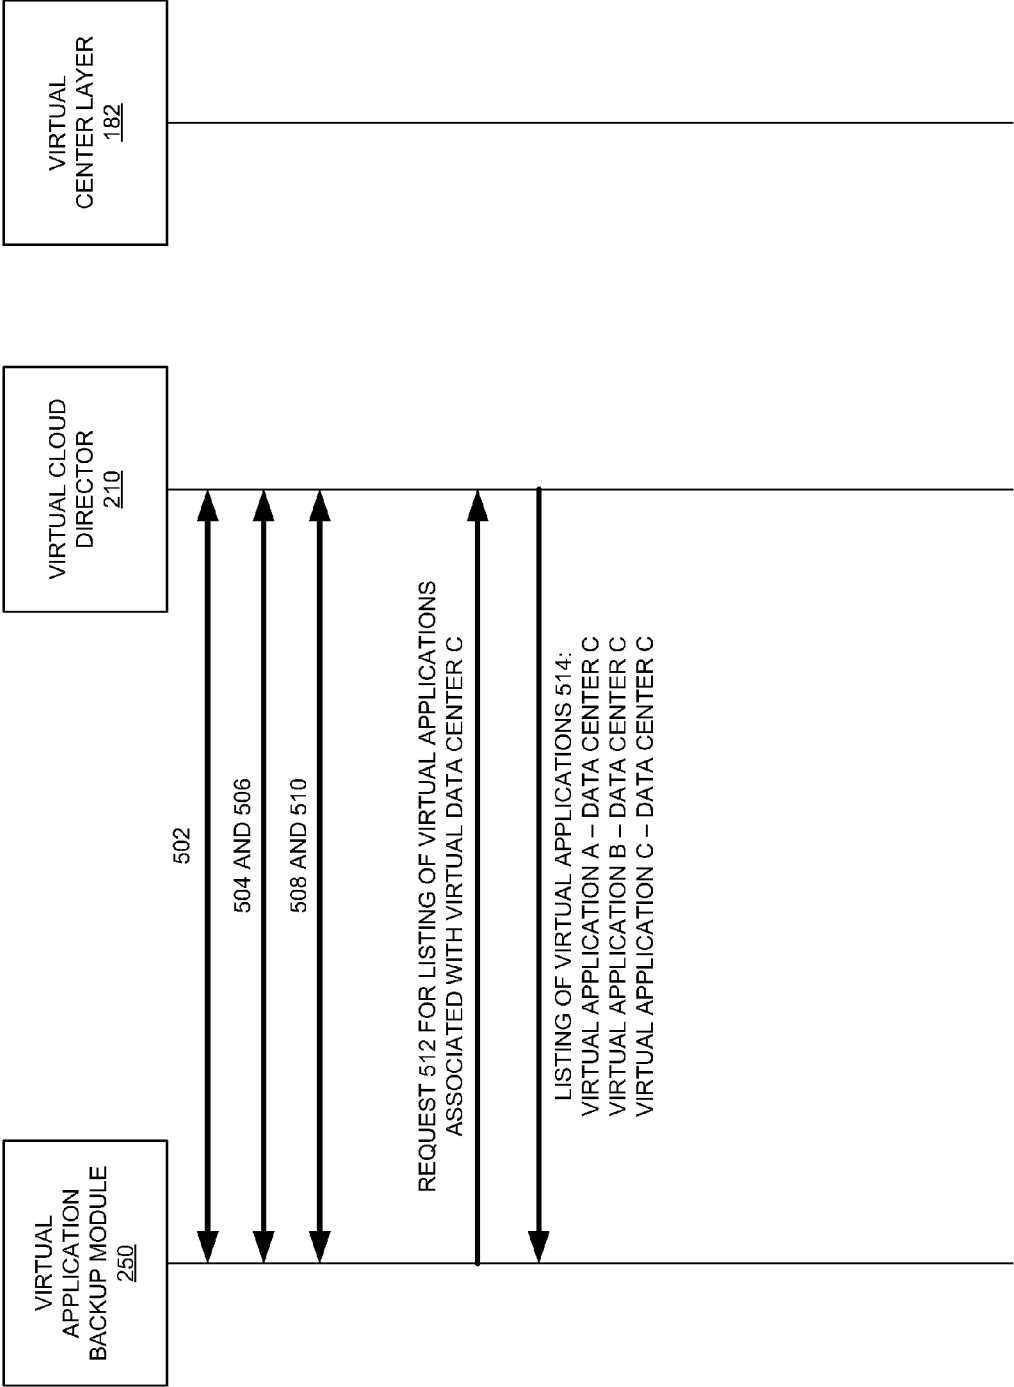 VIRTUAL
APPLICATION
BACKUP MODULE
250
VIRTUAL CLOUD
DIRECTOR
210
VIRTUAL
CENTER LAYER
182
502
504 AND 506
508 AND 510
REQUEST 512 FOR LISTING OF VIRTUAL APPLICATIONS
ASSOCIATED WITH VIRTUAL DATA CENTER C
LISTING OF VIRTUAL APPLICATIONS 514:
VIRTUAL APPLICATION A – DATA CENTER C
VIRTUAL APPLICATION B – DATA CENTER C
VIRTUAL APPLICATION C – DATA CENTER C